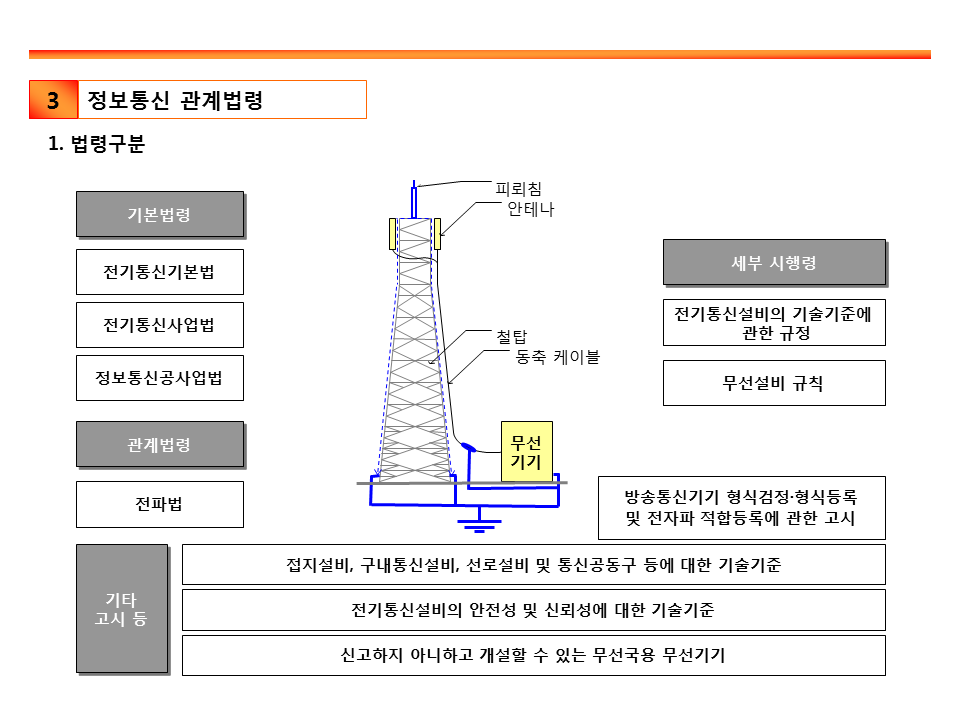 3 정보통신 관계법령
1. 법령구분
기본법령
전기통신기본법
전기통신사업법
정보통신공사업법
관계법령
전파법
피뢰침
안테나
철탑
동축 케이블
무선
기기
세부 시행령
전기통신설비의 기술기준에
관한 규정
무선설비 규칙
방송통신기기 형식검정·형식등록
및 전자파 적합등록에 관한 고시
기타
고시 등
접지설비, 구내통신설비, 선로설비 및 통신공동구 등에 대한 기술기준
전기통신설비의 안전성 및 신뢰성에 대한 기술기준
신고하지 아니하고 개설할 수 있는 무선국용 무선기기